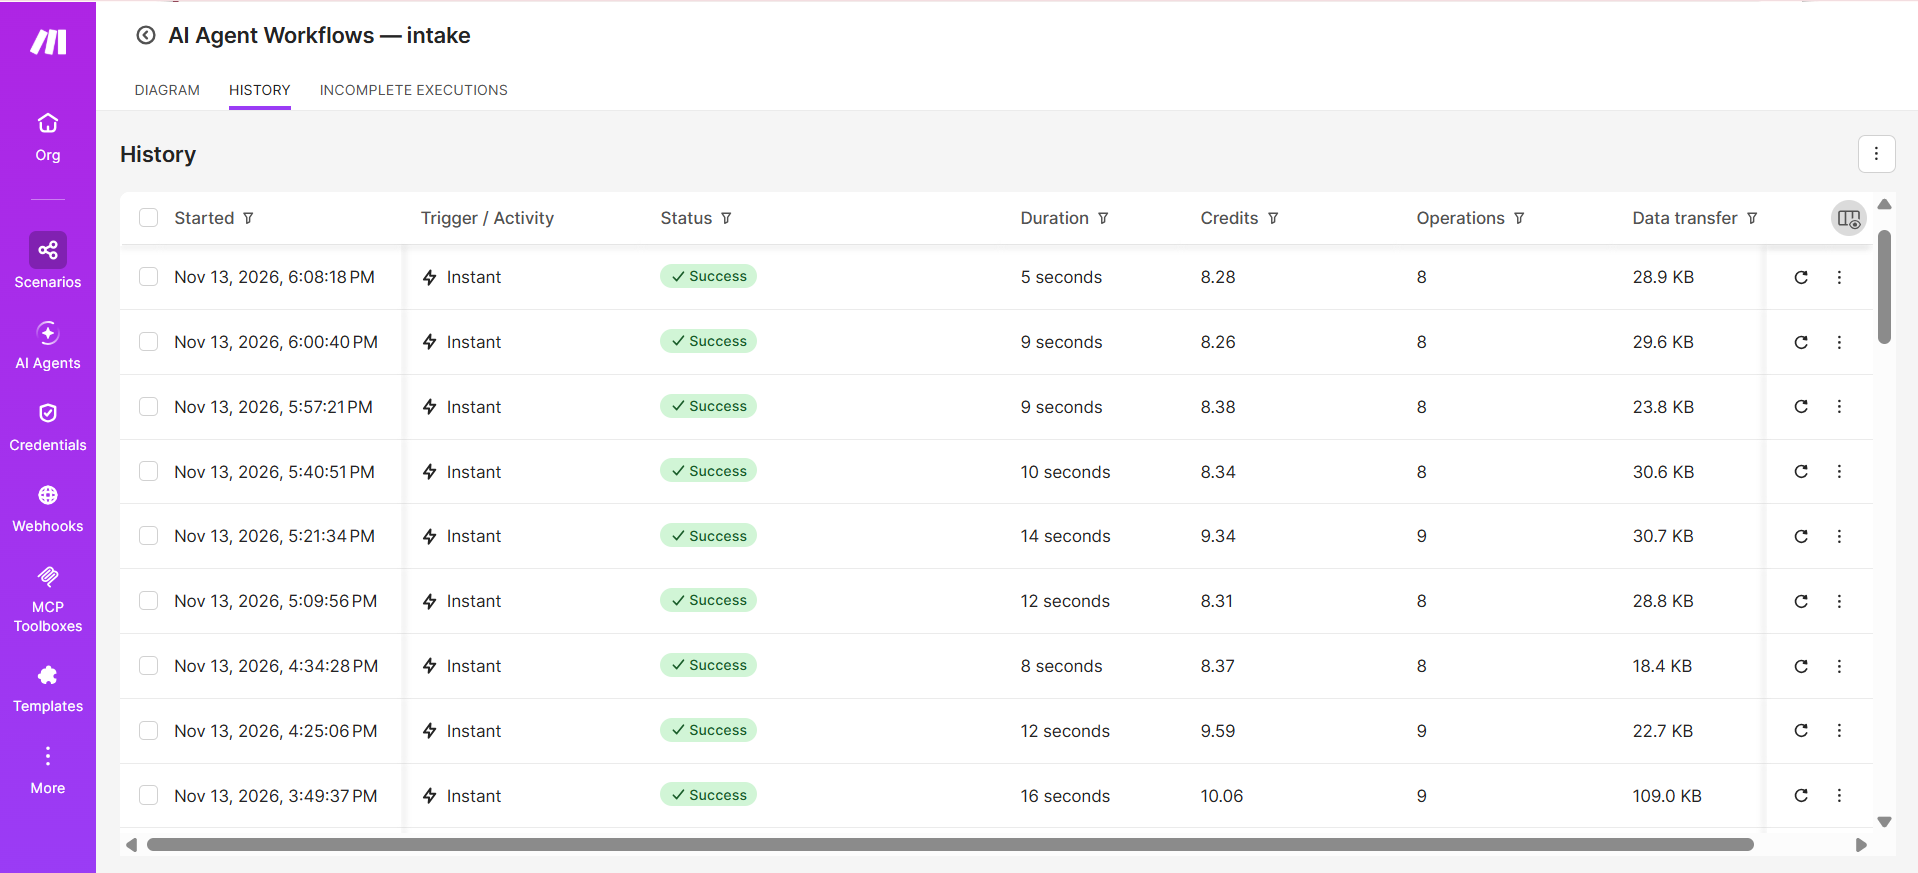 AI Agent Workflows — intake
DIAGRAM HISTORY INCOMPLETE EXECUTIONS
Org
Scenarios
AI Agents
Credentials
Webhooks
MCP
Toolboxes
Templates
More
History
Started Trigger / Activity Status Duration Credits Operations Data transfer
Nov 13, 2026, 6:08:18 PM Instant Success 5 seconds 8.28 8 28.9 KB
Nov 13, 2026, 6:00:40 PM Instant Success 9 seconds 8.26 8 29.6 KB
Nov 13, 2026, 5:57:21 PM Instant Success 9 seconds 8.38 8 23.8 KB
Nov 13, 2026, 5:40:51 PM Instant Success 10 seconds 8.34 8 30.6 KB
Nov 13, 2026, 5:21:34 PM Instant Success 14 seconds 9.34 9 30.7 KB
Nov 13, 2026, 5:09:56 PM Instant Success 12 seconds 8.31 8 28.8 KB
Nov 13, 2026, 4:34:28 PM Instant Success 8 seconds 8.37 8 18.4 KB
Nov 13, 2026, 4:25:06 PM Instant Success 12 seconds 9.59 9 22.7 KB
Nov 13, 2026, 3:49:37 PM Instant Success 16 seconds 10.06 9 109.0 KB